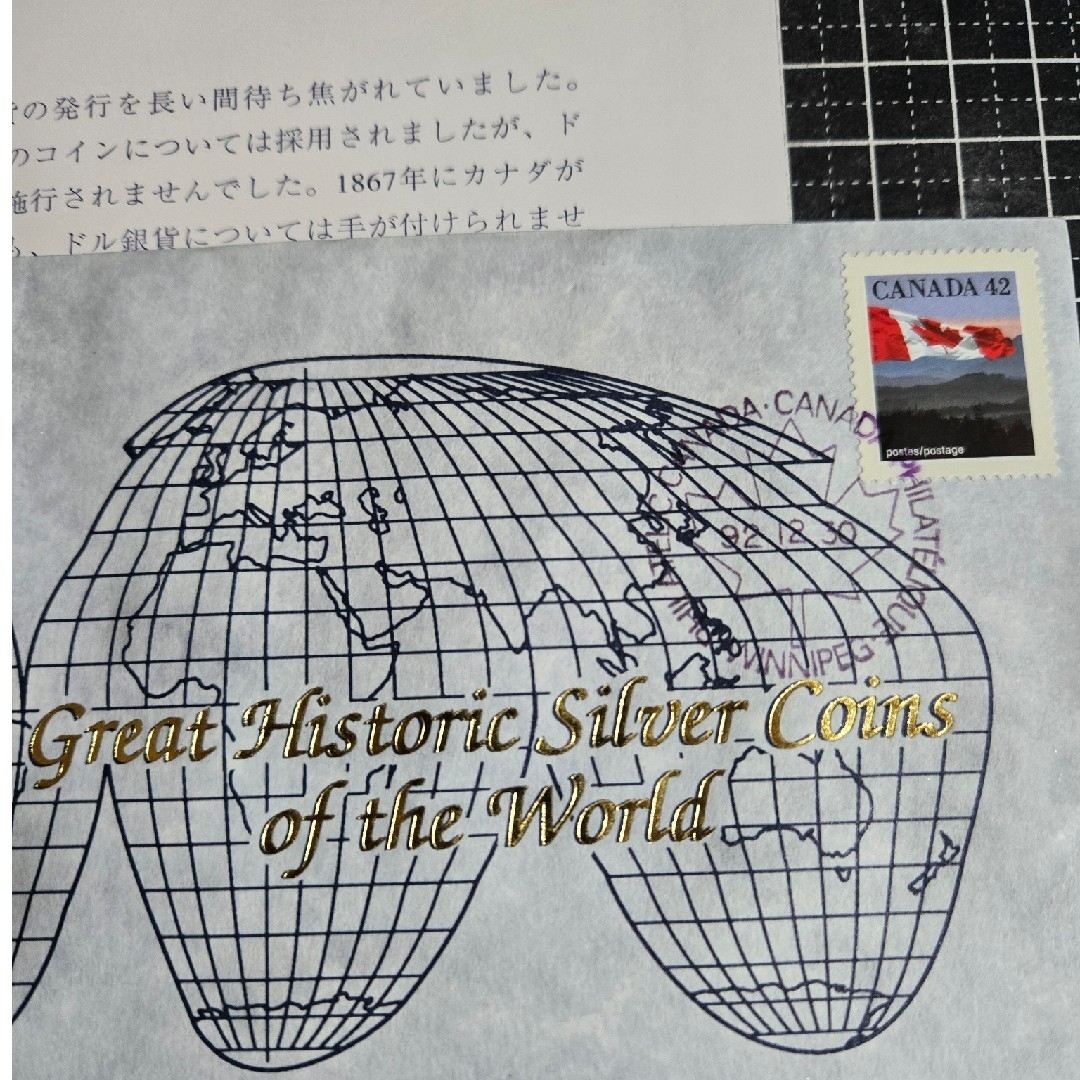 の発行を長い間待ち焦がれていました。
のコインについては採用されましたが、ド
施行されませんでした。1867年にカナダが
、ドル銀貨については手が付けられませ
CANADA 42
postes/postage
CANADA · CANADA
PHILATÉLIQUE
WINNIPEG
PHILATELIC
92 12 30
Great Historic Silver Coins
of the World